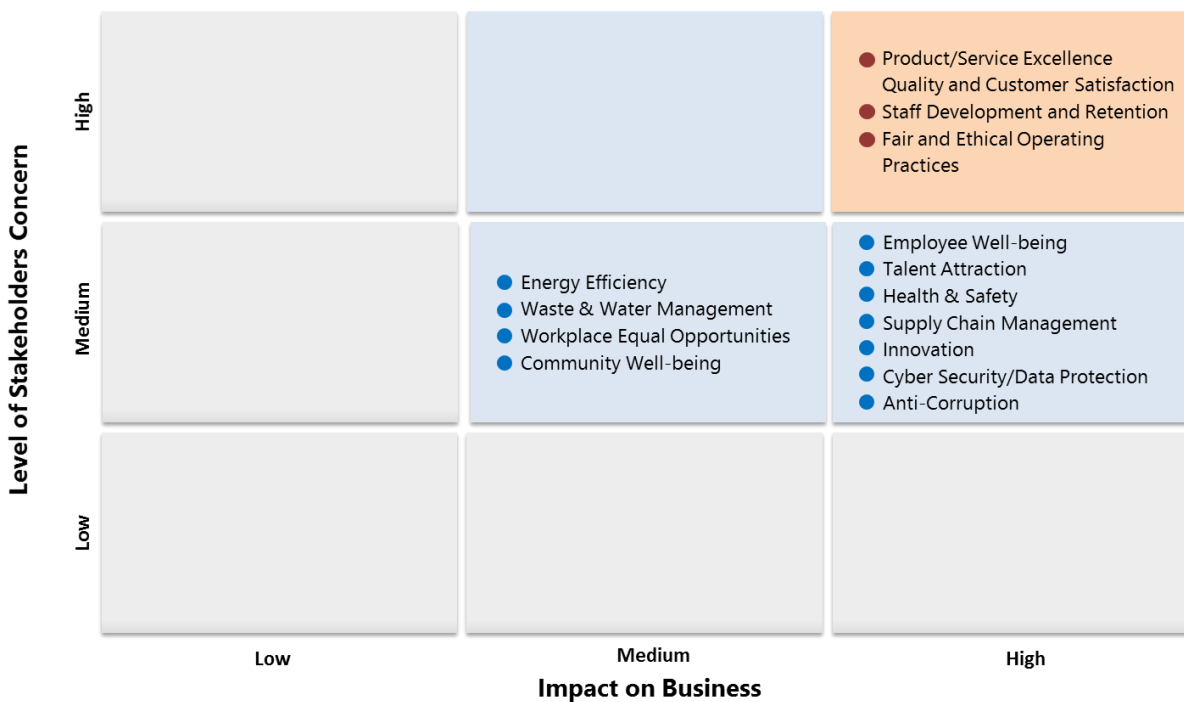 Level of Stakeholders Concern
High
Product/Service Excellence
Quality and Customer Satisfaction
Staff Development and Retention
Fair and Ethical Operating
Practices
Medium
Energy Efficiency
Waste & Water Management
Workplace Equal Opportunities
Community Well-being
Employee Well-being
Talent Attraction
Health & Safety
Supply Chain Management
Innovation
Cyber Security/Data Protection
Anti-Corruption
Low
Low
Medium
High
Impact on Business